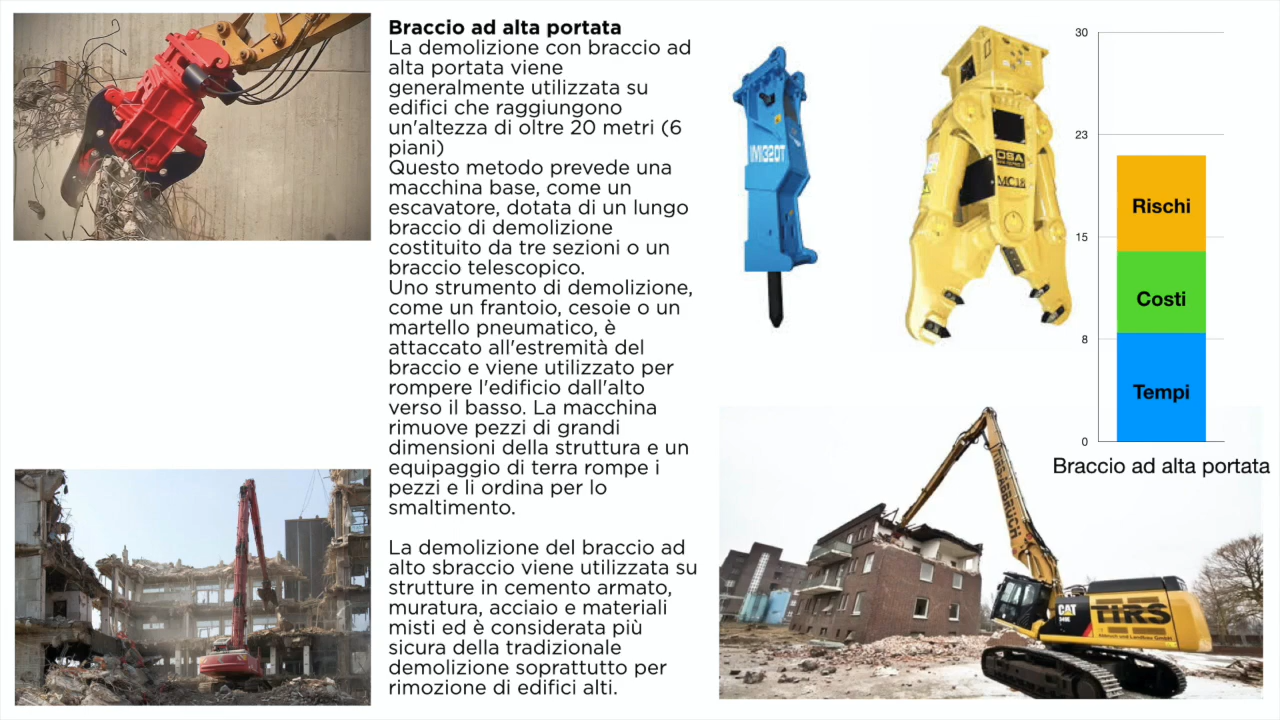 Braccio ad alta portata
La demolizione con braccio ad
alta portata viene
generalmente utilizzata su
edifici che raggiungono
un'altezza di oltre 20 metri (6
piani)
Questo metodo prevede una
macchina base, come un
escavatore, dotata di un lungo
braccio di demolizione
costituito da tre sezioni o un
braccio telescopico.
Uno strumento di demolizione,
come un frantoio, cesoie o un
martello pneumatico, è
attaccato all'estremità del
braccio e viene utilizzato per
rompere l'edificio dall'alto
verso il basso. La macchina
rimuove pezzi di grandi
dimensioni della struttura e un
equipaggio di terra rompe i
pezzi e li ordina per lo
smaltimento.
La demolizione del braccio ad
alto sbraccio viene utilizzata su
strutture in cemento armato,
muratura, acciaio e materiali
misti ed è considerata più
sicura della tradizionale
demolizione soprattutto per
rimozione di edifici alti.
OSA
MC18
30
23
15
8
0
Rischi
Costi
Tempi
Braccio ad alta portata
CAT
TIRS
Abbruch und Landbau GmbH